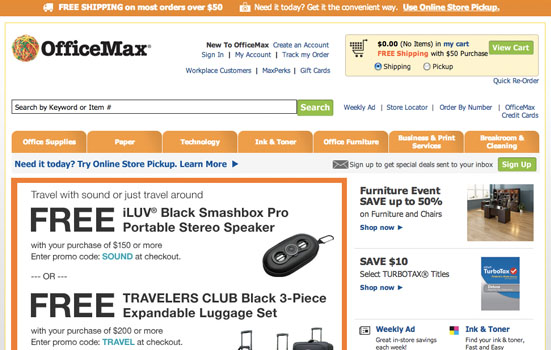 FREE SHIPPING on most orders over $50 Need it today? Get it the convenient way. Use Online Store Pickup.
OfficeMax®
New To OfficeMax Create an Account
Sign In | My Account | Track my Order
Workplace Customers | MaxPerks | Gift Cards
$0.00 (No Items) in my cart
FREE Shipping with $50 Purchase
Shipping Pickup
View Cart
Quick Re-Order
Search by Keyword or Item # Search
Weekly Ad | Store Locator | Order By Number | OfficeMax
Credit Cards
Office Supplies Paper Technology Ink & Toner Office Furniture Business & Print
Services Breakroom &
Cleaning
Need it today? Try Online Store Pickup. Learn More
Sign up to get special deals sent to your inbox Sign Up
Travel with sound or just travel around
FREE iLUV® Black Smashbox Pro
Portable Stereo Speaker
with your purchase of $150 or more
Enter promo code: SOUND at checkout.
--- OR ---
FREE TRAVELERS CLUB Black 3-Piece
Expandable Luggage Set
with your purchase of $200 or more
Enter promo code: TRAVEL at checkout.
Furniture Event
SAVE up to 50%
on Furniture and Chairs
Shop now
SAVE $10
Select TURBOTAX® Titles
Shop now
TurboTax
Deluxe
Weekly Ad
Great in-store savings
each week!
Ink & Toner
Find your ink & toner,
Fast and Easy